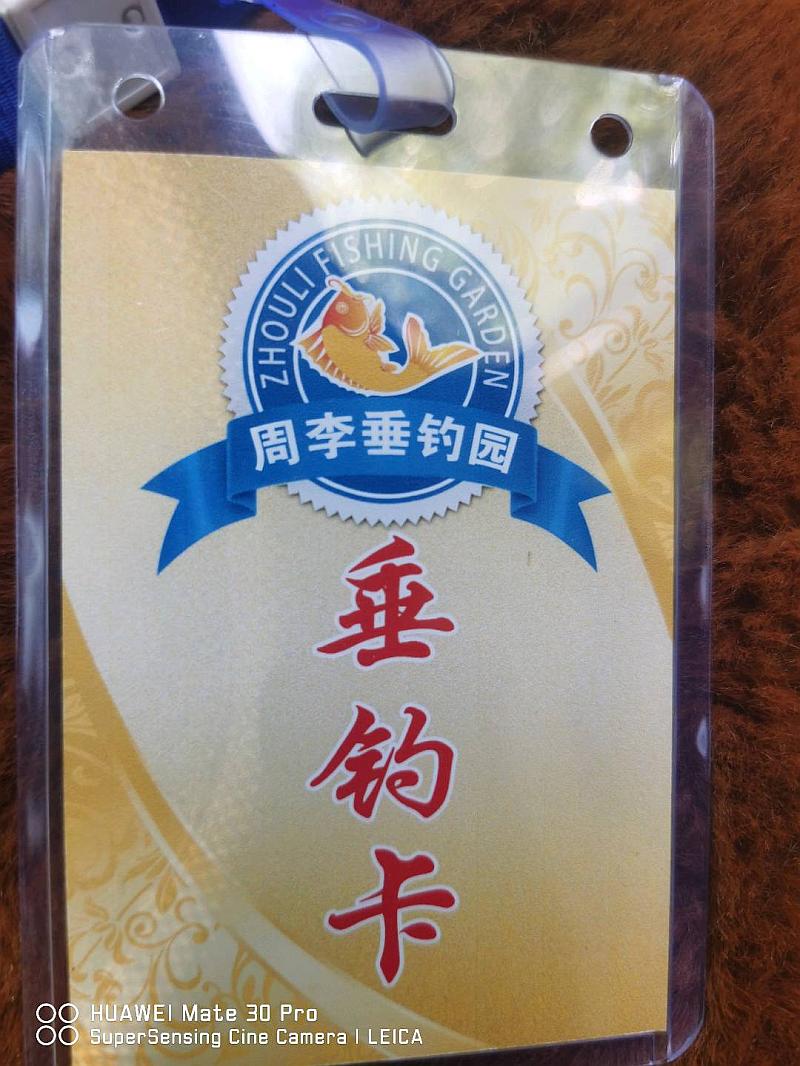 ZHOULI FISHING GARDEN
周李垂钓园
垂
钓
卡
HUAWEI Mate 30 Pro
SuperSensing Cine Camera | LEICA